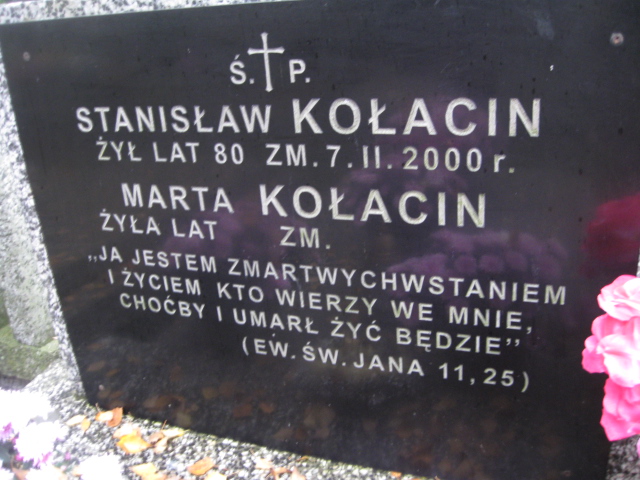 Ś. P.
STANISŁAW KOŁACIN
ŻYŁ LAT 80 ZM. 7. II. 2000 r.
MARTA KOŁACIN
ŻYŁA LAT ZM.
„JA JESTEM ZMARTWYCHWSTANIEM
I ŻYCIEM KTO WIERZY WE MNIE,
CHOĆBY I UMARŁ ŻYĆ BĘDZIE”
(EW. ŚW. JANA 11, 25)